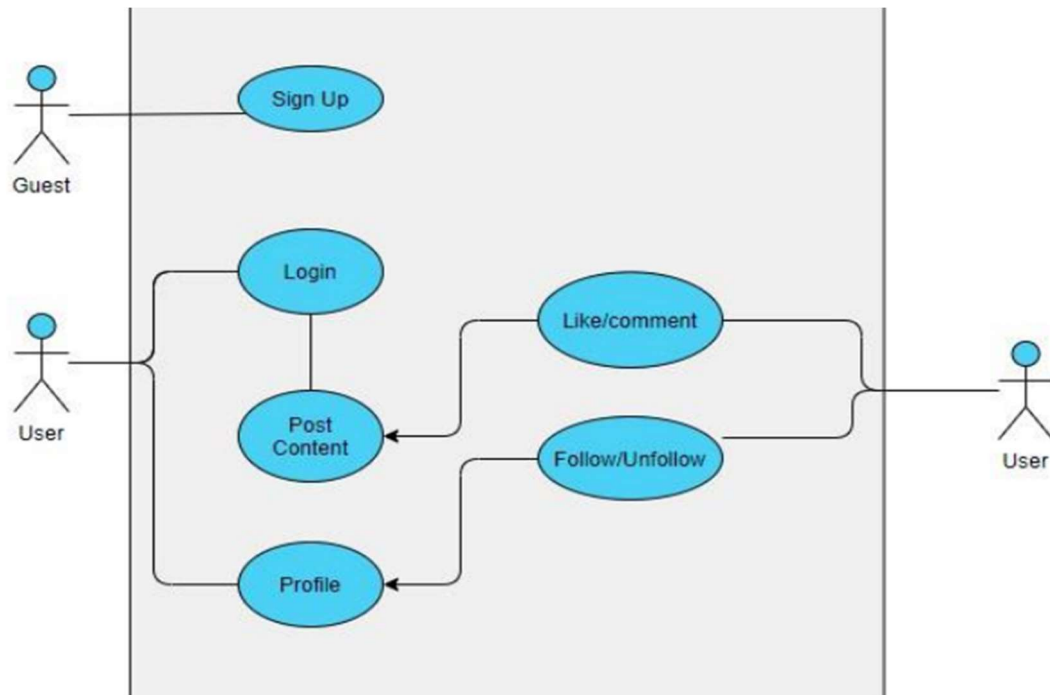 Sign Up
Guest
Login
Like/comment
User
Post
Content
Follow/Unfollow
User
Profile